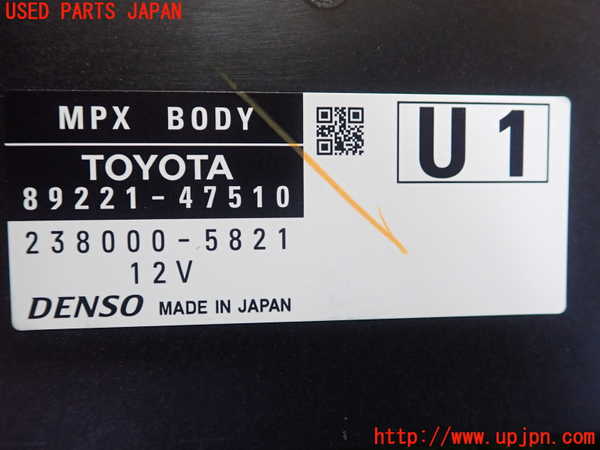 USED PARTS JAPAN
MPX BODY
U1
TOYOTA
89221-47510
238000-5821
12V
DENSO MADE IN JAPAN
http://www.upjpn.com/